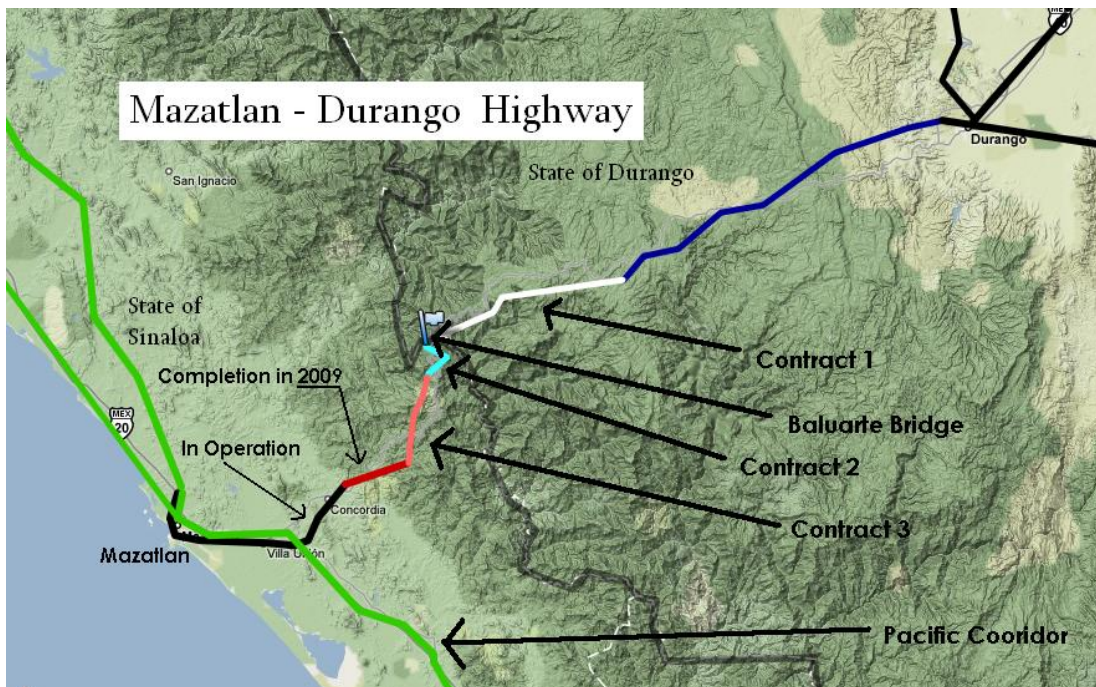 Mazatlan - Durango Highway
Durango
State of Durango
San Ignacio
State of
Sinaloa
Contract 1
Completion in 2009
Baluarte Bridge
MEX
20
In Operation
Contract 2
Concordia
Contract 3
Mazatlan
Villa Unión
Pacific Cooridor